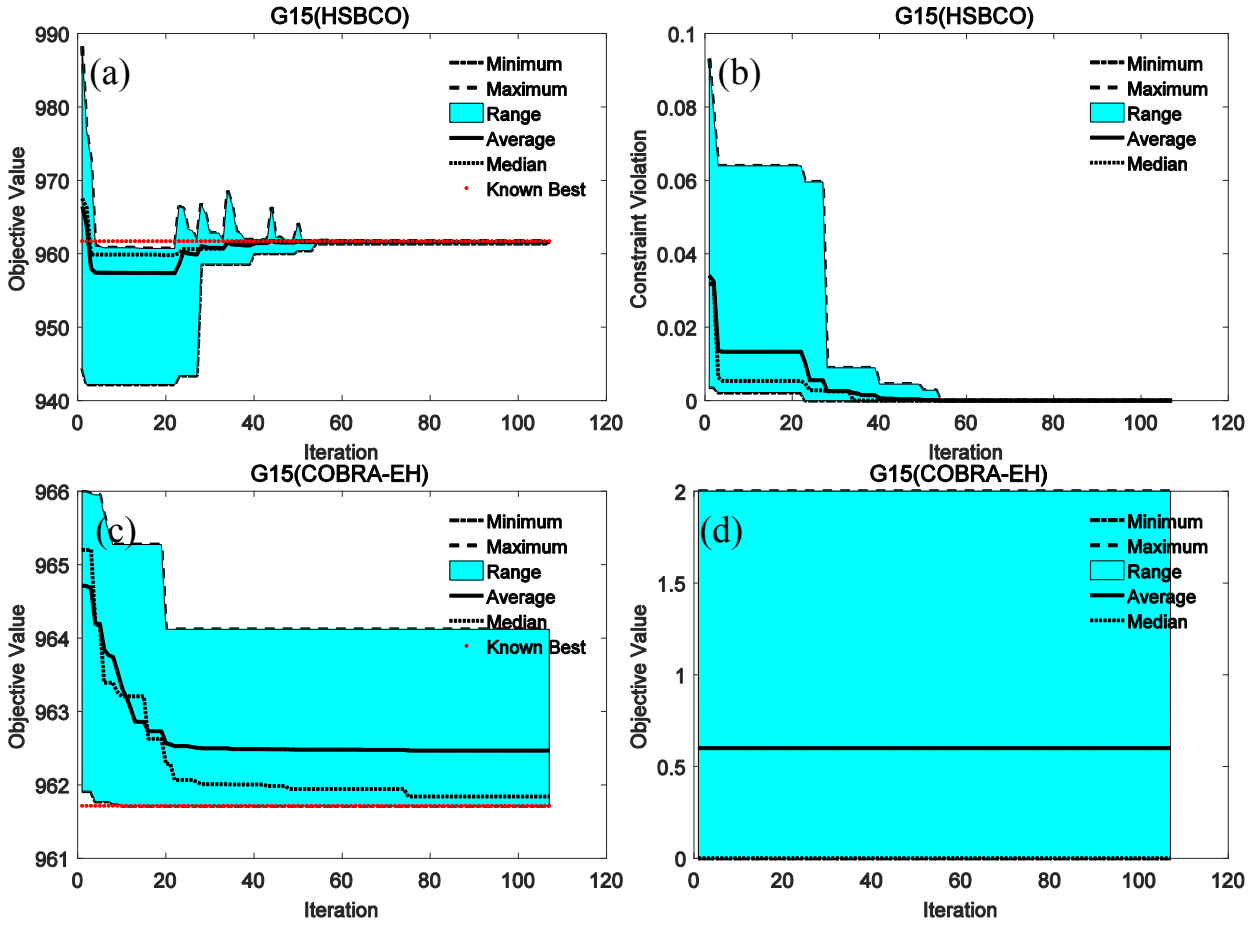 G15(HSBCO)
(a)
Objective Value
990
980
970
960
950
940
0
20
40
60
80
100
120
Iteration
Minimum
Maximum
Range
Average
Median
Known Best
G15(HSBCO)
(b)
Constraint Violation
0.1
0.08
0.06
0.04
0.02
0
0
20
40
60
80
100
120
Iteration
Minimum
Maximum
Range
Average
Median
G15(COBRA-EH)
(c)
Objective Value
966
965
964
963
962
961
0
20
40
60
80
100
120
Iteration
Minimum
Maximum
Range
Average
Median
Known Best
G15(COBRA-EH)
(d)
Objective Value
2
1.5
1
0.5
0
0
20
40
60
80
100
120
Iteration
Minimum
Maximum
Range
Average
Median